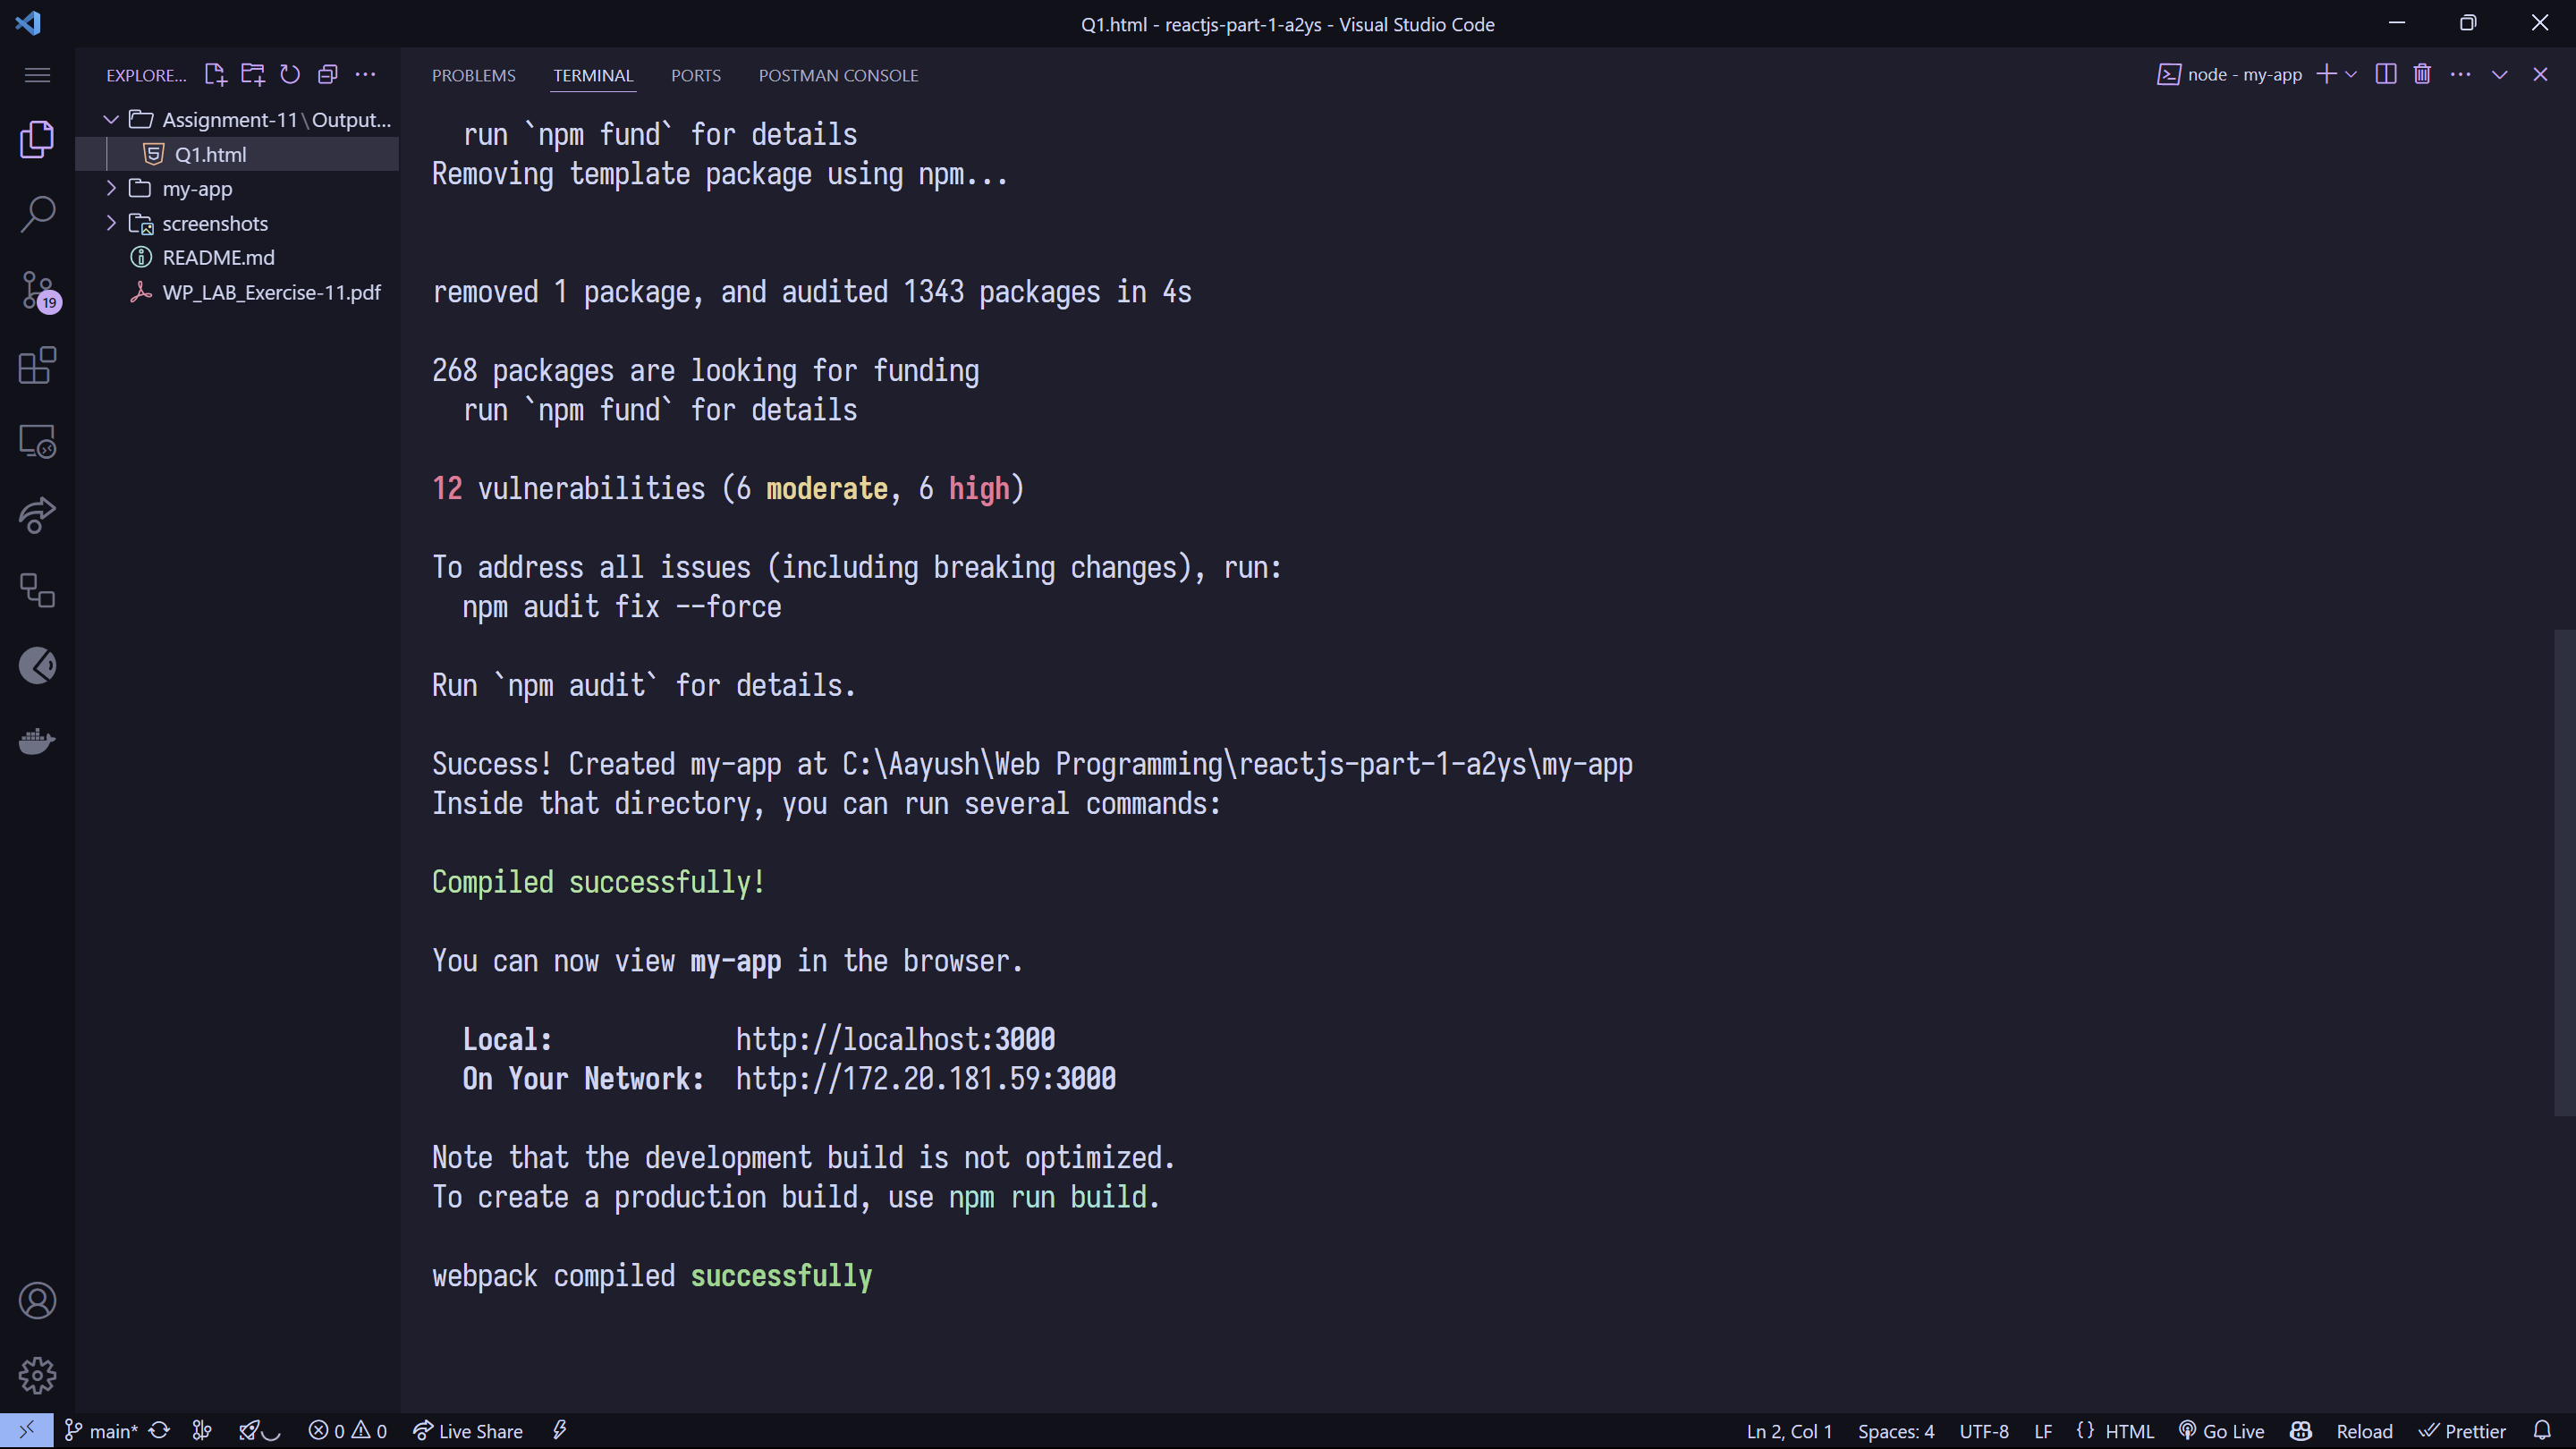 Q1.html - reactjs-part-1-a2ys - Visual Studio Code
EXPLORE...
Assignment-11\Output...
Q1.html
my-app
screenshots
README.md
WP_LAB_Exercise-11.pdf
19
PROBLEMS TERMINAL PORTS POSTMAN CONSOLE
node - my-app
run `npm fund` for details
Removing template package using npm...
removed 1 package, and audited 1343 packages in 4s
268 packages are looking for funding
run `npm fund` for details
12 vulnerabilities (6 moderate, 6 high)
To address all issues (including breaking changes), run:
npm audit fix --force
Run `npm audit` for details.
Success! Created my-app at C:\Aayush\Web Programming\reactjs-part-1-a2ys\my-app
Inside that directory, you can run several commands:
Compiled successfully!
You can now view my-app in the browser.
Local: http://localhost:3000
On Your Network: http://172.20.181.59:3000
Note that the development build is not optimized.
To create a production build, use npm run build.
webpack compiled successfully
main* 0 0 Live Share Ln 2, Col 1 Spaces: 4 UTF-8 LF {} HTML Go Live Reload Prettier